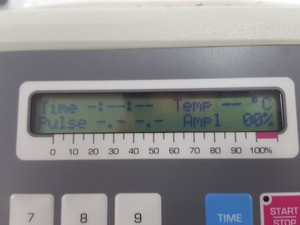 Time -:--:-- Temp --- °C
Pulse -.- -.- Ampl 00%
0 10 20 30 40 50 60 70 80 90 100%
7 8 9 TIME START
STOP